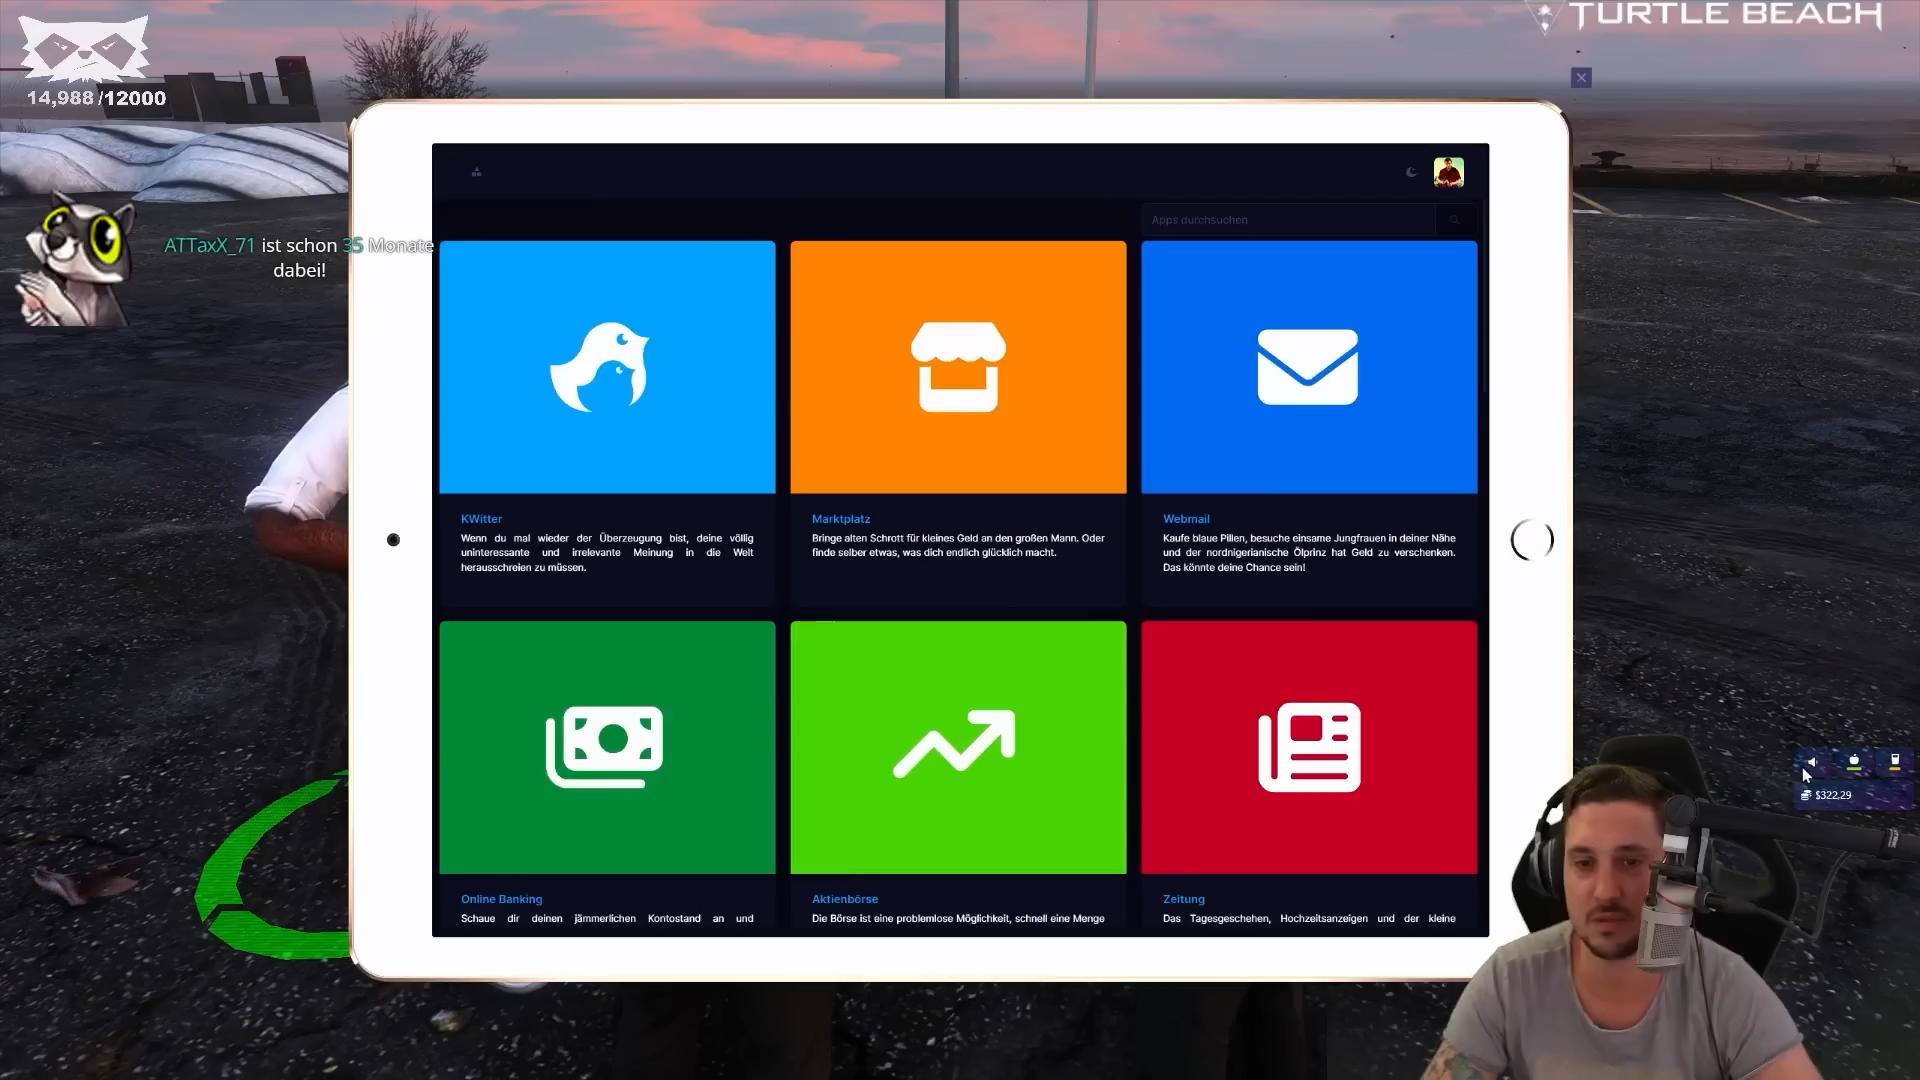 TURTLE BEACH
14,988 /12000
Apps durchsuchen
ATTaxX_71 ist schon 35 Monate
dabei!
KWitter
Wenn du mal wieder der Überzeugung bist, deine völlig
uninteressante und irrelevante Meinung in die Welt
herausschreien zu müssen.
Marktplatz
Bringe alten Schrott für kleines Geld an den großen Mann. Oder
finde selber etwas, was dich endlich glücklich macht.
Webmail
Kaufe blaue Pillen, besuche einsame Jungfrauen in deiner Nähe
und der nordnigerianische Ölprinz hat Geld zu verschenken.
Das könnte deine Chance sein!
$322,29
Online Banking
Schaue dir deinen jämmerlichen Kontostand an und
Aktienbörse
Die Börse ist eine problemlose Möglichkeit, schnell eine Menge
Zeitung
Das Tagesgeschehen, Hochzeitsanzeigen und der kleine